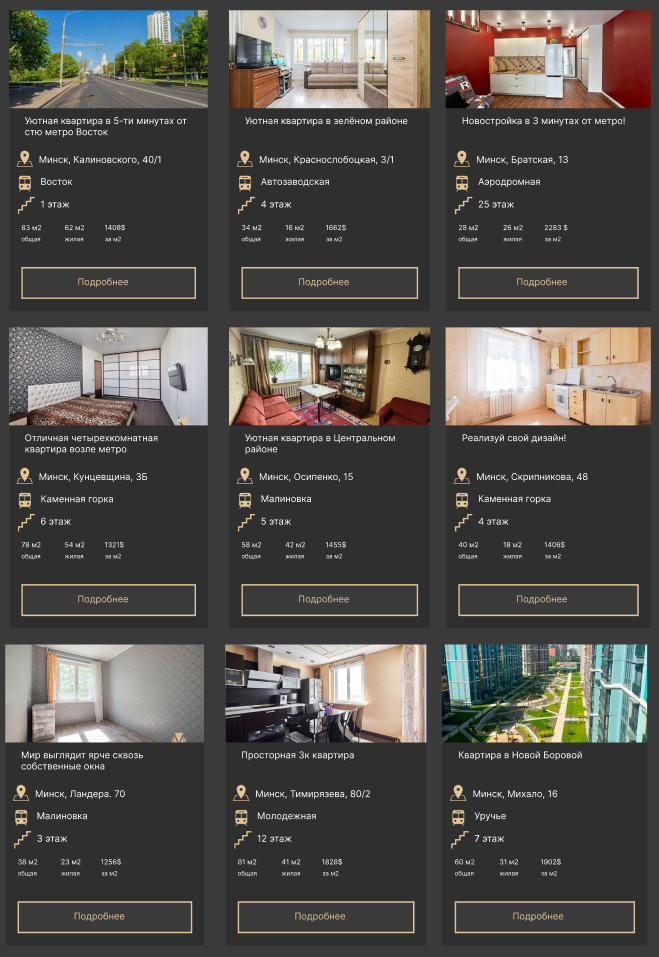 Уютная квартира в 5-ти минутах от
стю метро Восток
Минск, Калиновского, 40/1
Восток
1 этаж
83 м2 62 м2 1408$
общая жилая за м2
Подробнее
Уютная квартира в зелёном районе
Минск, Краснослобоцкая, 3/1
Автозаводская
4 этаж
34 м2 16 м2 1662$
общая жилая за м2
Подробнее
Новостройка в 3 минутах от метро!
Минск, Братская, 13
Аэродромная
25 этаж
28 м2 26 м2 2283 $
общая жилая за м2
Подробнее
Отличная четырехкомнатная
квартира возле метро
Минск, Кунцевщина, 3Б
Каменная горка
6 этаж
78 м2 54 м2 1321$
общая жилая за м2
Подробнее
Уютная квартира в Центральном
районе
Минск, Осипенко, 15
Малиновка
5 этаж
58 м2 42 м2 1455$
общая жилая за м2
Подробнее
Реализуй свой дизайн!
Минск, Скрипникова, 48
Каменная горка
4 этаж
40 м2 18 м2 1406$
общая жилая за м2
Подробнее
Мир выглядит ярче сквозь
собственные окна
Минск, Ландера. 70
Малиновка
3 этаж
38 м2 23 м2 1256$
общая жилая за м2
Подробнее
Просторная 3к квартира
Минск, Тимирязева, 80/2
Молодежная
12 этаж
81 м2 41 м2 1828$
общая жилая за м2
Подробнее
Квартира в Новой Боровой
Минск, Михало, 16
Уручье
7 этаж
60 м2 31 м2 1902$
общая жилая за м2
Подробнее